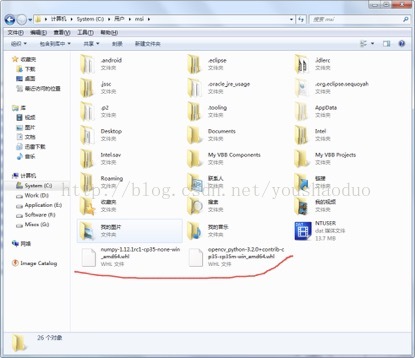 计算机 ▸ System (C:) ▸ 用户 ▸ msi
搜索 msi
文件(F) 编辑(E) 查看(V) 工具(T) 帮助(H)
组织 包含到库中 共享 刻录 新建文件夹
收藏夹
下载
桌面
最近访问的位置
库
视频
图片
文档
迅雷下载
音乐
计算机
System (C:)
Work (D:)
Application (E:)
Software (F:)
Mixos (G:)
网络
Image Catalog
.android
文件夹
.eclipse
文件夹
.idlerc
文件夹
.jssc
文件夹
.oracle_jre_usage
文件夹
.org.eclipse.sequoyah
文件夹
.p2
文件夹
.tooling
文件夹
AppData
文件夹
Desktop
文件夹
Documents
文件夹
Intel
文件夹
Intel.sav
文件夹
My VBB Components
文件夹
My VBB Projects
文件夹
Roaming
文件夹
联系人
文件夹
链接
文件夹
收藏夹
文件夹
搜索
文件夹
我的视频
文件夹
我的图片
文件夹
我的音乐
文件夹
NTUSER
dat 媒体文件
13.7 MB
numpy-1.12.1rc1-cp35-none-win
_amd64.whl
WHL 文件
opencv_python-3.2.0+contrib-c
p35-cp35m-win_amd64.whl
WHL 文件
http://blog.csdn.net/youshaoduo
26 个对象